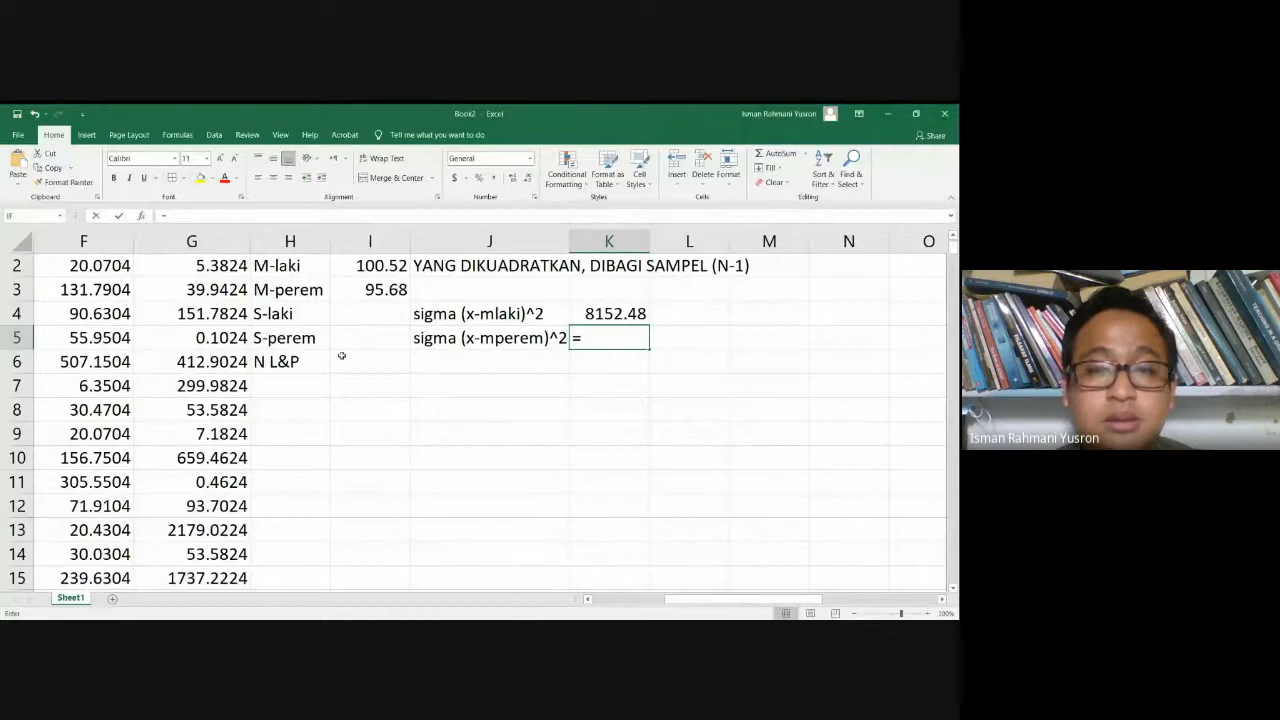 Book2 - Excel
Isman Rahmani Yusron
File Home Insert Page Layout Formulas Data Review View Help Acrobat Tell me what you want to do Share
Paste
Cut
Copy
Format Painter
Clipboard
Calibri 11
B I U
Font
Wrap Text
Merge & Center
Alignment
General
$ %
Number
Conditional Formatting
Format as Table
Cell Styles
Styles
Insert Delete Format
Cells
AutoSum
Fill
Clear
Sort & Filter
Find & Select
Editing
IF =
F G H I J K L M N O
2 20.0704 5.3824 M-laki 100.52 YANG DIKUADRATKAN, DIBAGI SAMPEL (N-1)
3 131.7904 39.9424 M-perem 95.68
4 90.6304 151.7824 S-laki sigma (x-mlaki)^2 8152.48
5 55.9504 0.1024 S-perem sigma (x-mperem)^2 =
6 507.1504 412.9024 N L&P
7 6.3504 299.9824
8 30.4704 53.5824
9 20.0704 7.1824
10 156.7504 659.4624
11 305.5504 0.4624
12 71.9104 93.7024
13 20.4304 2179.0224
14 30.0304 53.5824
15 239.6304 1737.2224
Sheet1
Enter
Isman Rahmani Yusron